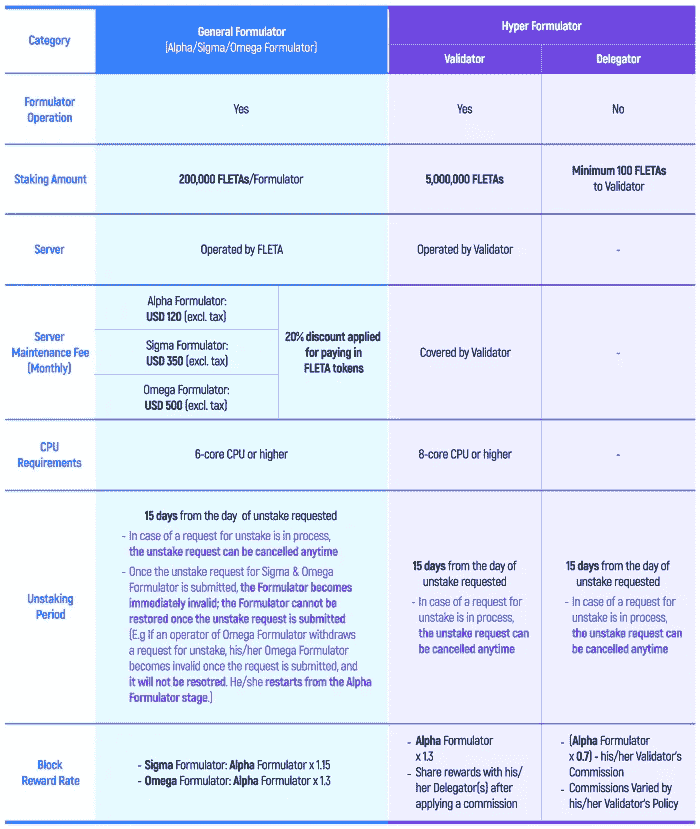 Category
General Formulator
(Alpha/Sigma/Omega Formulator)
Hyper Formulator
Validator
Delegator
Formulator
Operation
Yes
Yes
No
Staking Amount
200,000 FLETAs/Formulator
5,000,000 FLETAs
Minimum 100 FLETAs
to Validator
Server
Operated by FLETA
Operated by Validator
-
Server
Maintenance Fee
(Monthly)
Alpha Formulator:
USD 120 (excl. tax)
Sigma Formulator:
USD 350 (excl. tax)
Omega Formulator:
USD 500 (excl. tax)
20% discount applied
for paying in
FLETA tokens
Covered by Validator
-
CPU
Requirements
6-core CPU or higher
8-core CPU or higher
-
Unstaking
Period
15 days from the day of unstake requested
- In case of a request for unstake is in process,
the unstake request can be cancelled anytime
- Once the unstake request for Sigma & Omega
Formulator is submitted, the Formulator becomes
immediately invalid; the Formulator cannot be
restored once the unstake request is submitted
(E.g If an operator of Omega Formulator withdraws
a request for unstake, his/her Omega Formulator
becomes invalid once the request is submitted, and
it will not be resotred. He/she restarts from the Alpha
Formulator stage.)
15 days from the day of
unstake requested
- In case of a request for
unstake is in process,
the unstake request can
be cancelled anytime
15 days from the day of
unstake requested
- In case of a request for
unstake is in process,
the unstake request can
be cancelled anytime
Block
Reward Rate
- Sigma Formulator: Alpha Formulator x 1.15
- Omega Formulator: Alpha Formulator x 1.3
- Alpha Formulator
x 1.3
- Share rewards with his/
her Delegator(s) after
applying a commission
- (Alpha Formulator
x 0.7) - his/her Validator's
Commission
- Commissions Varied by
his/her Validator's Policy